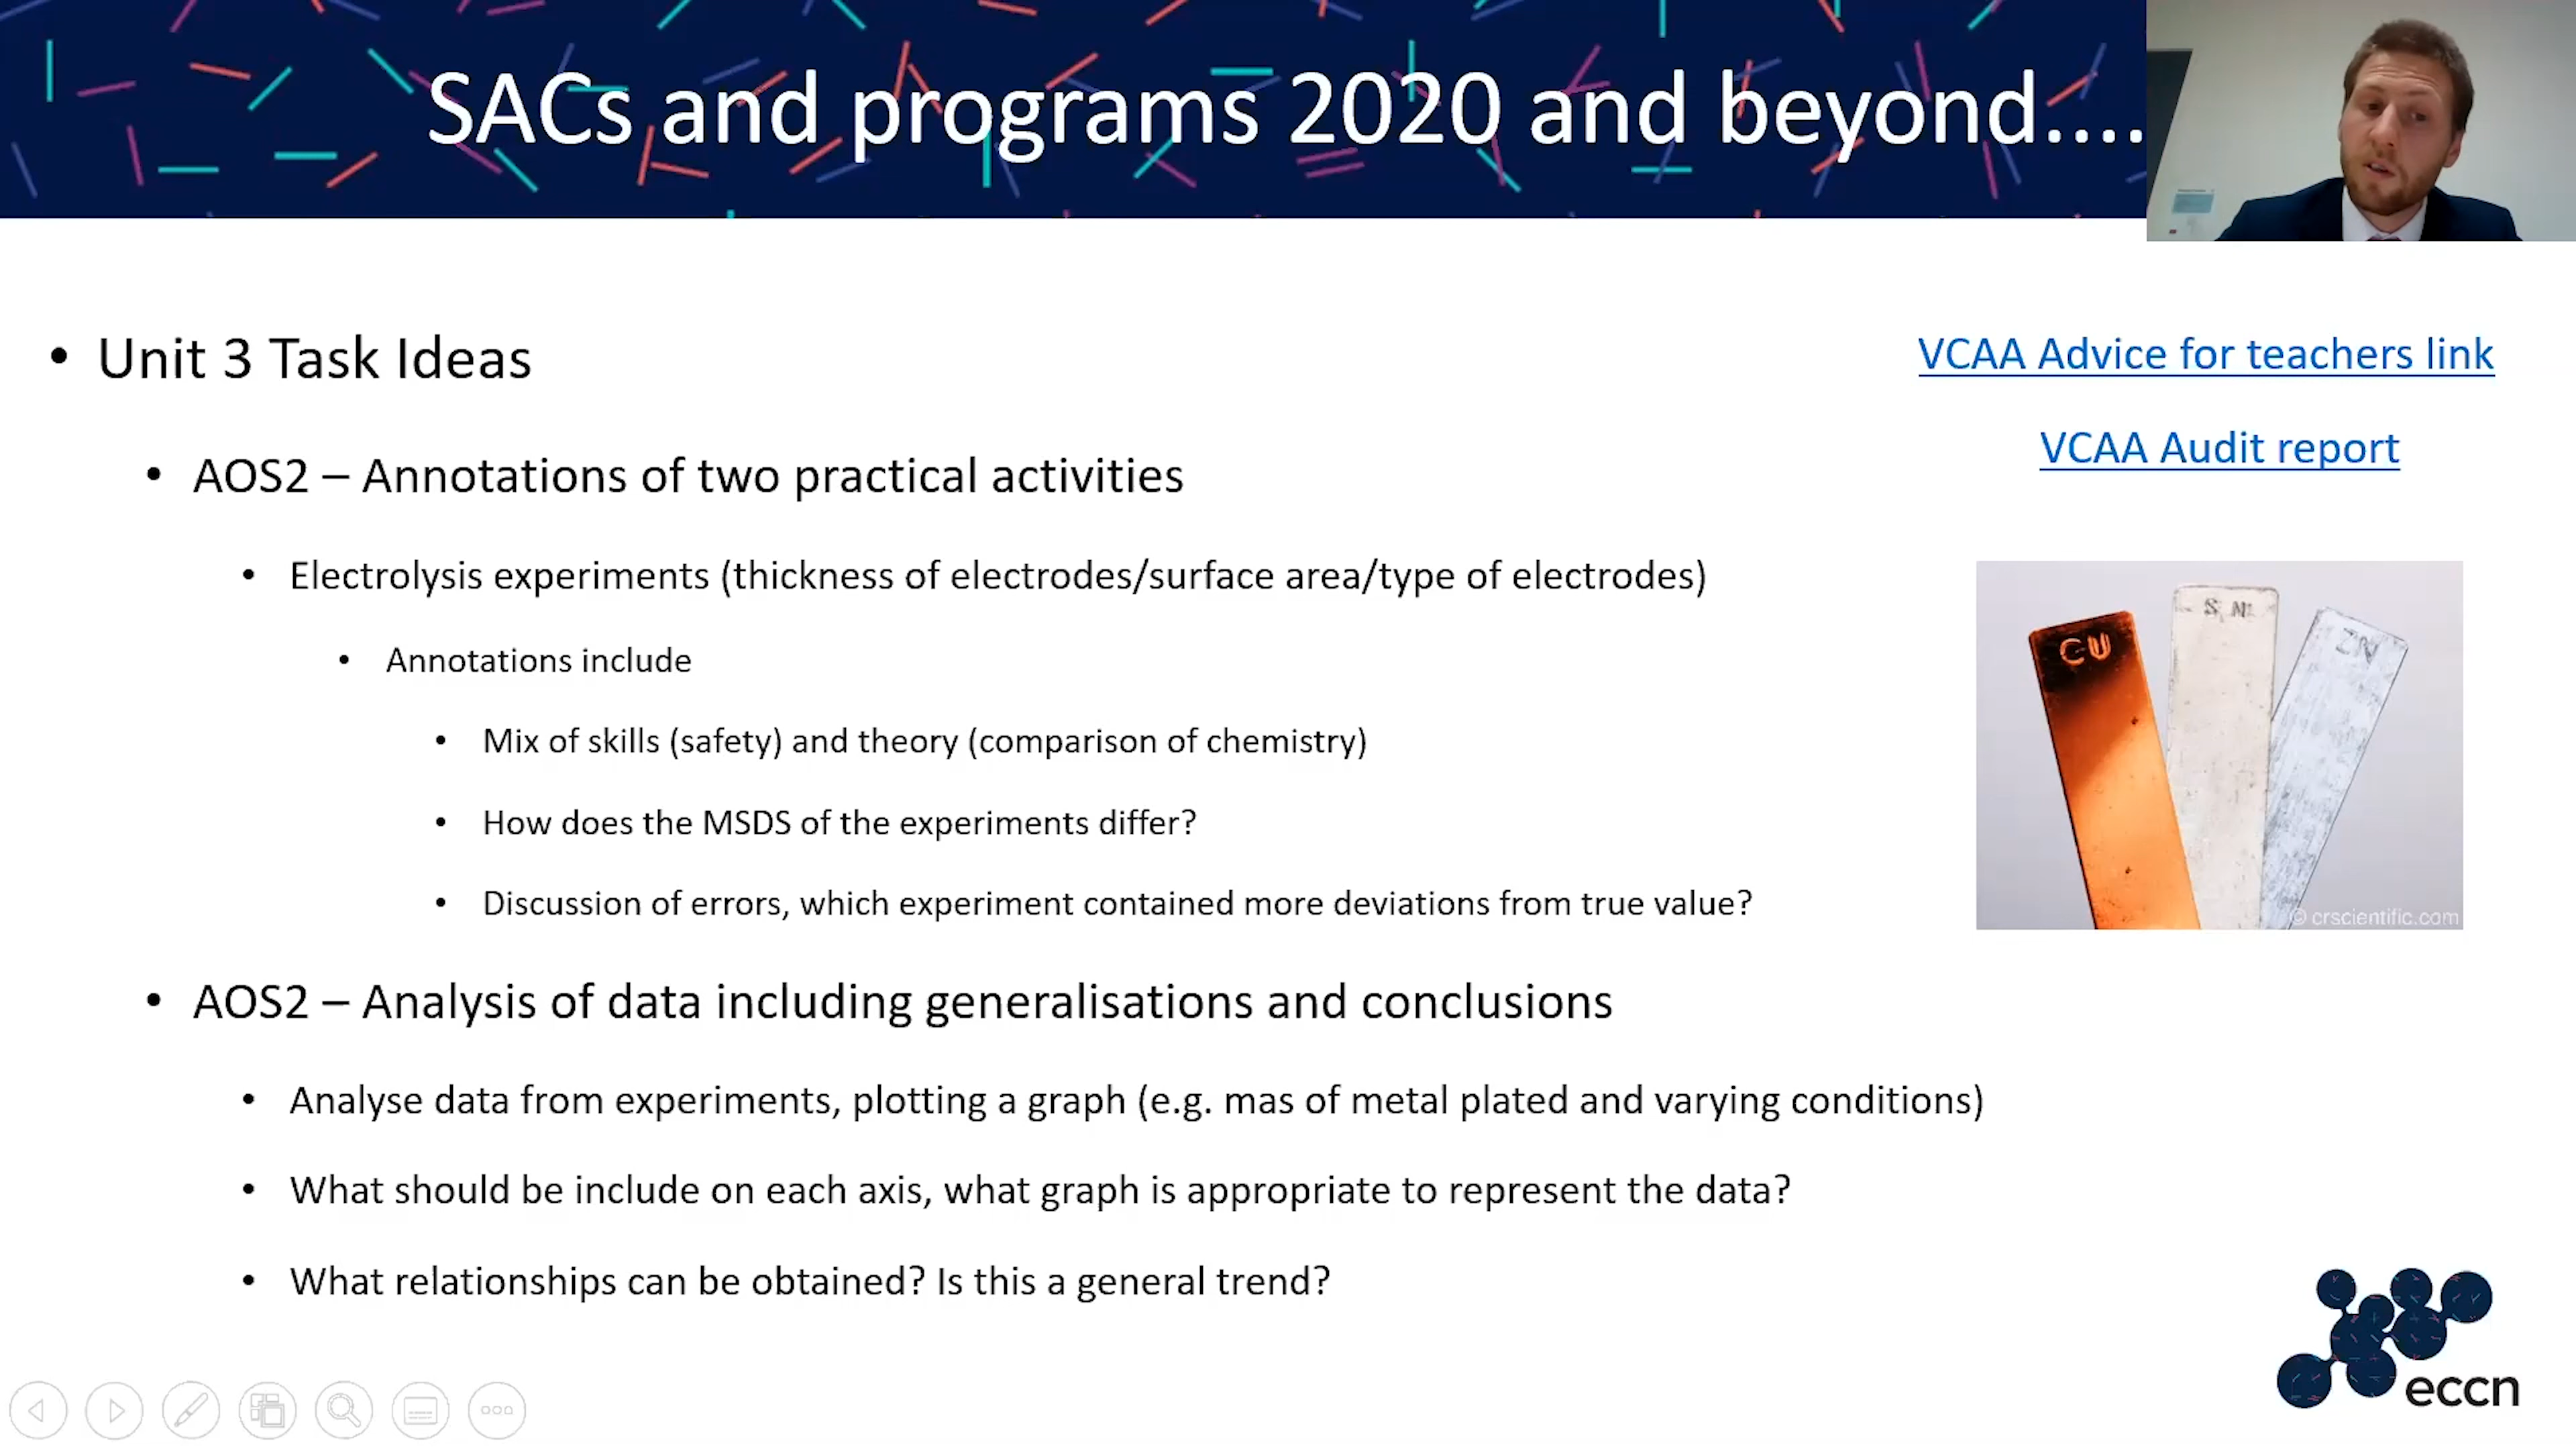 SACs and programs 2020 and beyond....
• Unit 3 Task Ideas
VCAA Advice for teachers link
VCAA Audit report
• AOS2 – Annotations of two practical activities
• Electrolysis experiments (thickness of electrodes/surface area/type of electrodes)
• Annotations include
• Mix of skills (safety) and theory (comparison of chemistry)
• How does the MSDS of the experiments differ?
• Discussion of errors, which experiment contained more deviations from true value?
CU
ZN
© crscientific.com
• AOS2 – Analysis of data including generalisations and conclusions
• Analyse data from experiments, plotting a graph (e.g. mas of metal plated and varying conditions)
• What should be include on each axis, what graph is appropriate to represent the data?
• What relationships can be obtained? Is this a general trend?
eccn